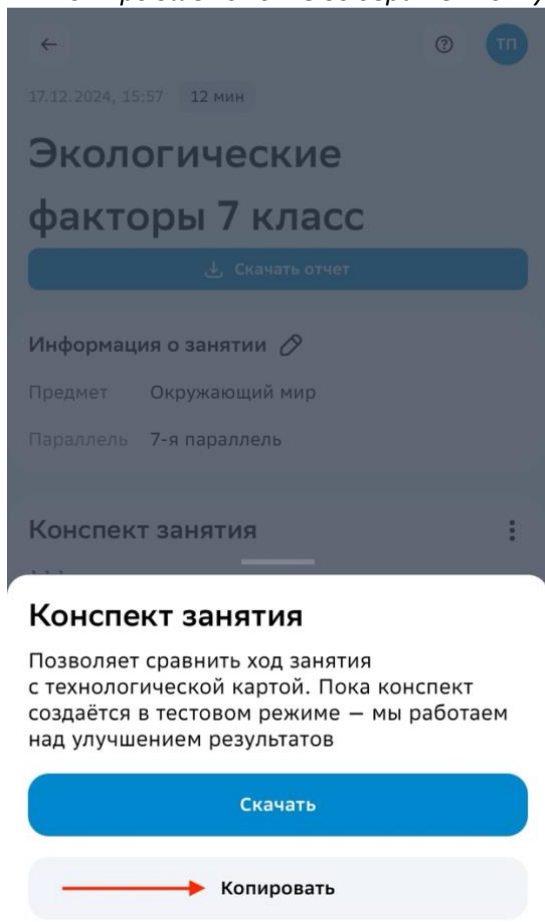 17.12.2024, 15:57 12 мин
ТП
Экологические
факторы 7 класс
Скачать отчет
Информация о занятии
Предмет Окружающий мир
Параллель 7-я параллель
Конспект занятия
Конспект занятия
Позволяет сравнить ход занятия
с технологической картой. Пока конспект
создаётся в тестовом режиме — мы работаем
над улучшением результатов
Скачать
Копировать